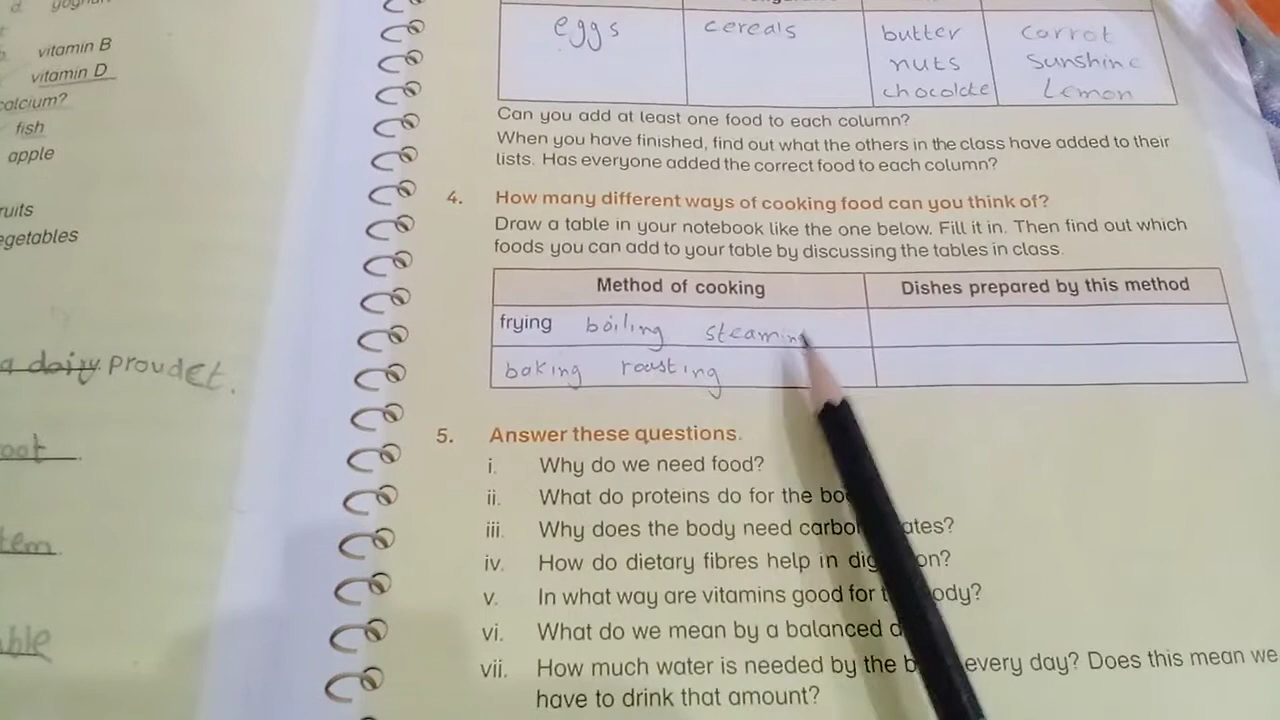 d. yoghurt
vitamin B
vitamin D
calcium?
fish
apple
fruits
vegetables
a dairy proudct.
eggs cereals butter carrot
nuts sunshine
chocolate Lemon
Can you add at least one food to each column?
When you have finished, find out what the others in the class have added to their
lists. Has everyone added the correct food to each column?
4. How many different ways of cooking food can you think of?
Draw a table in your notebook like the one below. Fill it in. Then find out which
foods you can add to your table by discussing the tables in class.
Method of cooking Dishes prepared by this method
frying boiling steaming
baking roasting
5. Answer these questions.
i. Why do we need food?
ii. What do proteins do for the bo
iii. Why does the body need carbo ates?
iv. How do dietary fibres help in dig on?
v. In what way are vitamins good for t ody?
vi. What do we mean by a balanced d
vii. How much water is needed by the b every day? Does this mean we
have to drink that amount?